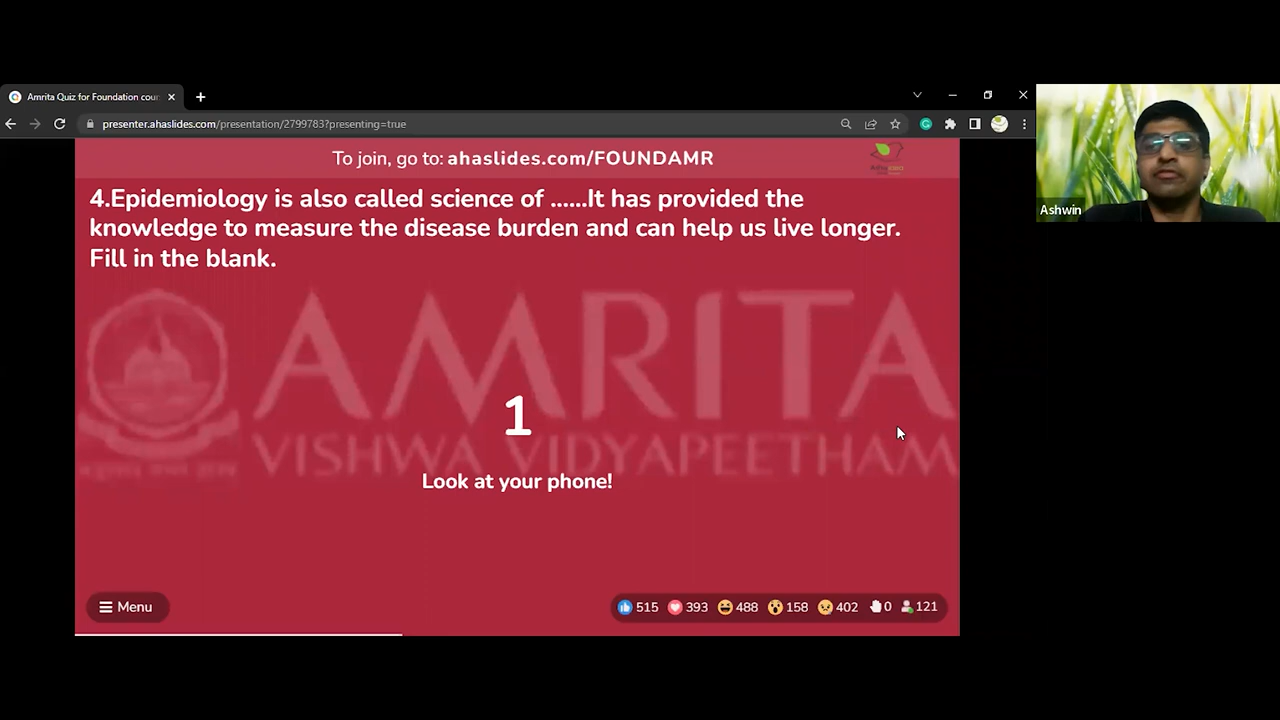 Amrita Quiz for Foundation cour
presenter.ahaslides.com/presentation/2799783?presenting=true
To join, go to: ahaslides.com/FOUNDAMR
4.Epidemiology is also called science of ......It has provided the
knowledge to measure the disease burden and can help us live longer.
Fill in the blank.
AMRITA
VISHWA VIDYAPEETHAM
1
Look at your phone!
Menu
515 393 488 158 402 0 121
Ashwin